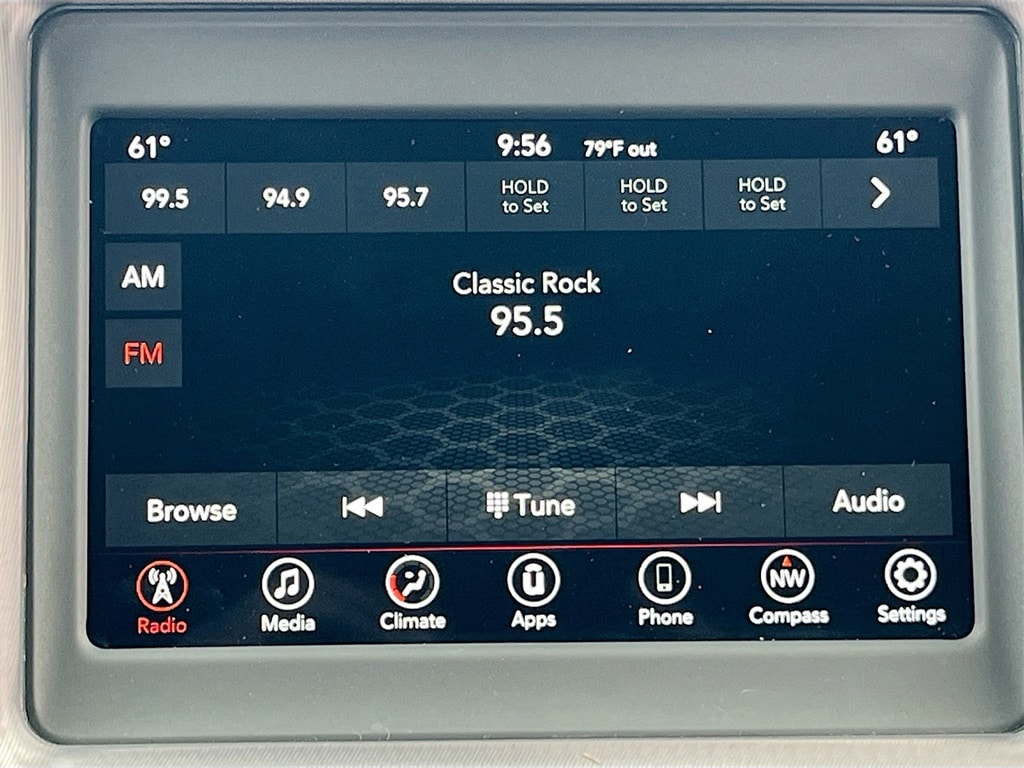 61° 9:56 79°F out 61°
99.5 94.9 95.7 HOLD to Set HOLD to Set HOLD to Set
AM
Classic Rock
95.5
FM
Browse Tune Audio
NW
Radio Media Climate Apps Phone Compass Settings